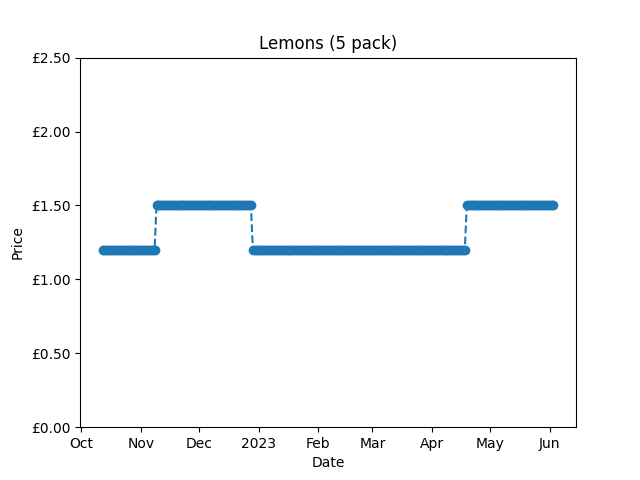 Lemons (5 pack)
£2.50
£2.00
£1.50
£1.00
£0.50
£0.00
Price
Oct Nov Dec 2023 Feb Mar Apr May Jun
Date